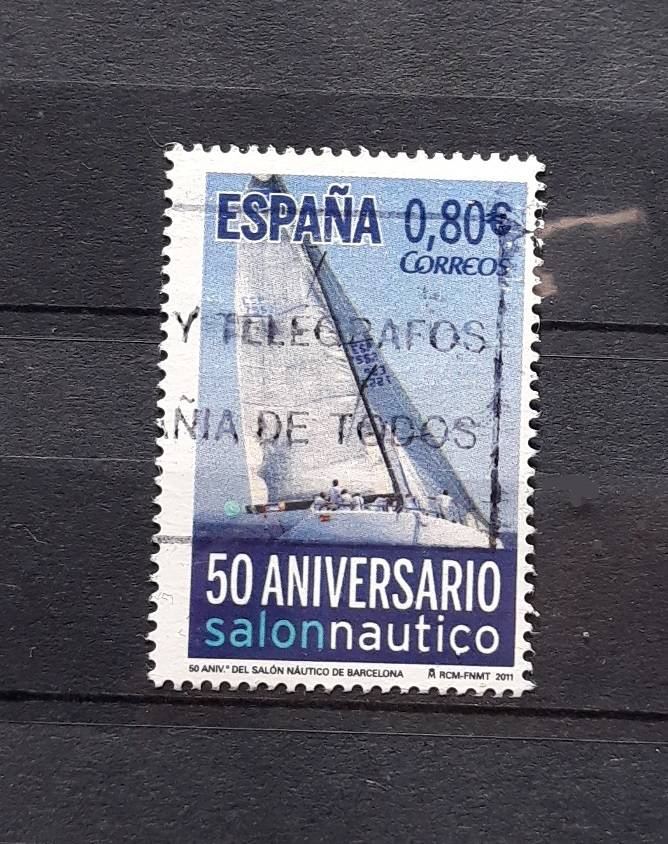 ESPAÑA 0,80€
CORREOS
Y TELEGRAFOS
ÑIA DE TODOS
50 ANIVERSARIO
salonnautico
50 ANIV.º DEL SALÓN NÁUTICO DE BARCELONA RCM-FNMT 2011